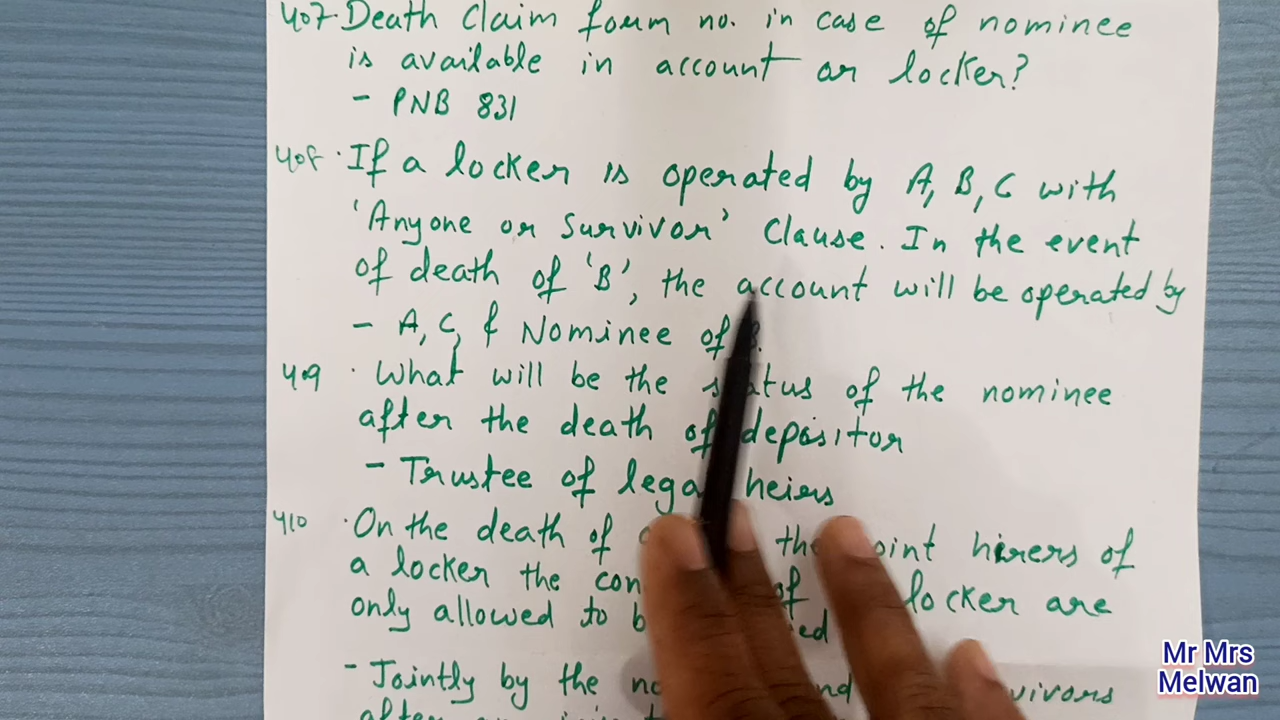 407. Death Claim form no. in case of nominee
is available in account or locker?
- PNB 831
408. If a locker is operated by A, B, C with
'Anyone or Survivor' Clause. In the event
of death of 'B', the account will be operated by
- A, C, & Nominee of B.
409. What will be the status of the nominee
after the death of depositor
- Trustee of legal heiers
410. On the death of the joint hirers of
a locker the of locker are
only allowed to
- Jointly by the
after
Mr Mrs
Melwan